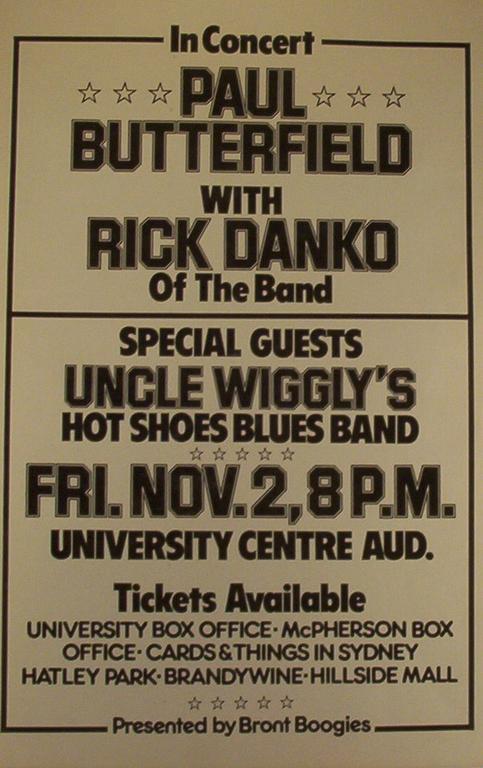 In Concert
☆ ☆ ☆ PAUL ☆ ☆ ☆
BUTTERFIELD
WITH
RICK DANKO
Of The Band
SPECIAL GUESTS
UNCLE WIGGLY'S
HOT SHOES BLUES BAND
☆ ☆ ☆ ☆ ☆
FRI. NOV. 2, 8 P.M.
UNIVERSITY CENTRE AUD.
Tickets Available
UNIVERSITY BOX OFFICE· McPHERSON BOX
OFFICE· CARDS & THINGS IN SYDNEY
HATLEY PARK· BRANDYWINE· HILLSIDE MALL
☆ ☆ ☆ ☆ ☆
Presented by Bront Boogies